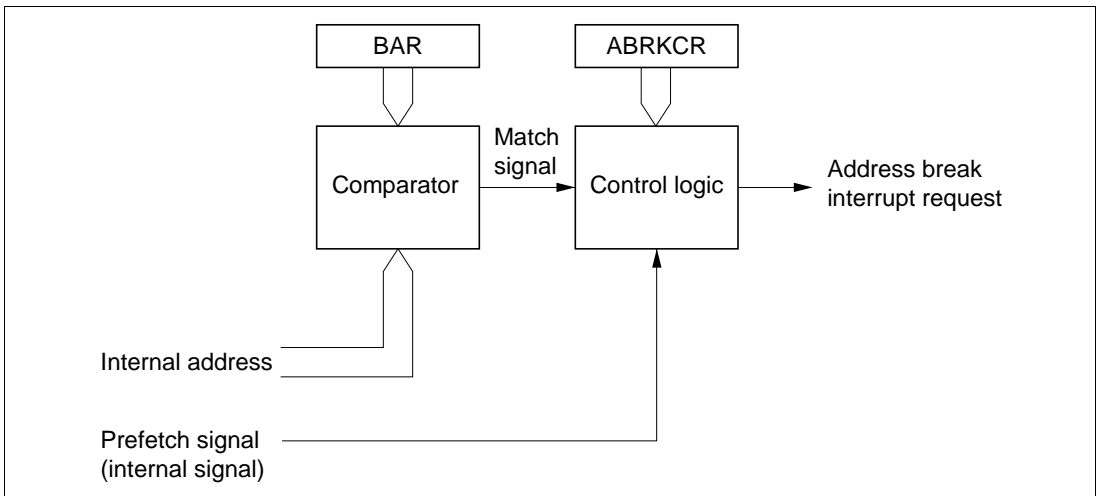 BAR
ABRKCR
Comparator
Match
signal
Control logic
Address break
interrupt request
Internal address
Prefetch signal
(internal signal)